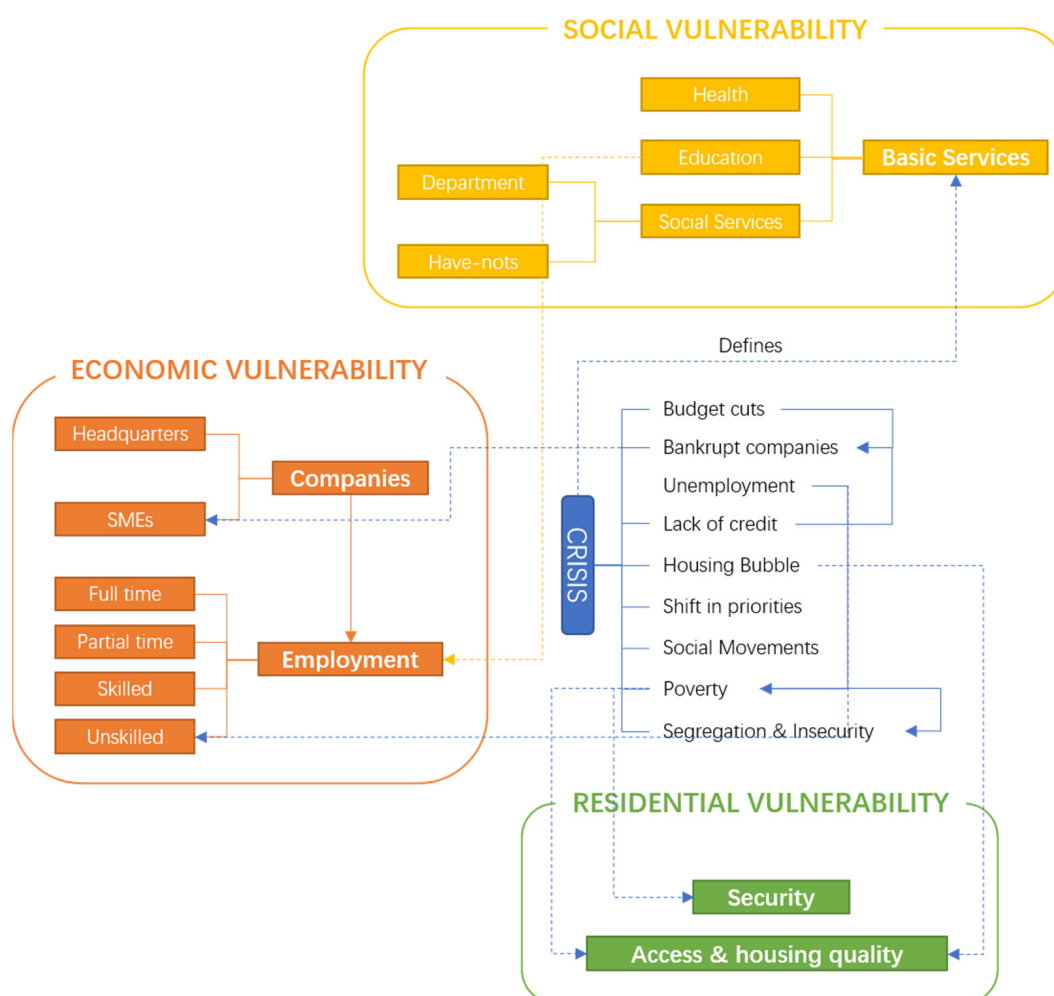 SOCIAL VULNERABILITY
Health
Education
Basic Services
Department
Social Services
Have-nots
Defines
ECONOMIC VULNERABILITY
Headquarters
Companies
SMEs
Full time
Partial time
Employment
Skilled
Unskilled
CRISIS
Budget cuts
Bankrupt companies
Unemployment
Lack of credit
Housing Bubble
Shift in priorities
Social Movements
Poverty
Segregation & Insecurity
RESIDENTIAL VULNERABILITY
Security
Access & housing quality